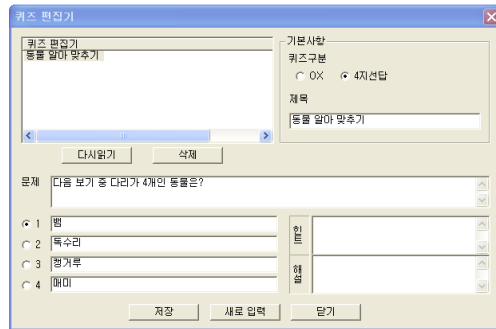 퀴즈 편집기
퀴즈 편집기
동물 알아 맞추기
다시읽기
삭제
기본사항
퀴즈구분
OX
4지선답
제목
동물 알아 맞추기
문제
다음 보기 중 다리가 4개인 동물은?
1 뱀
2 독수리
3 캥거루
4 매미
힌트
해설
저장
새로 입력
닫기